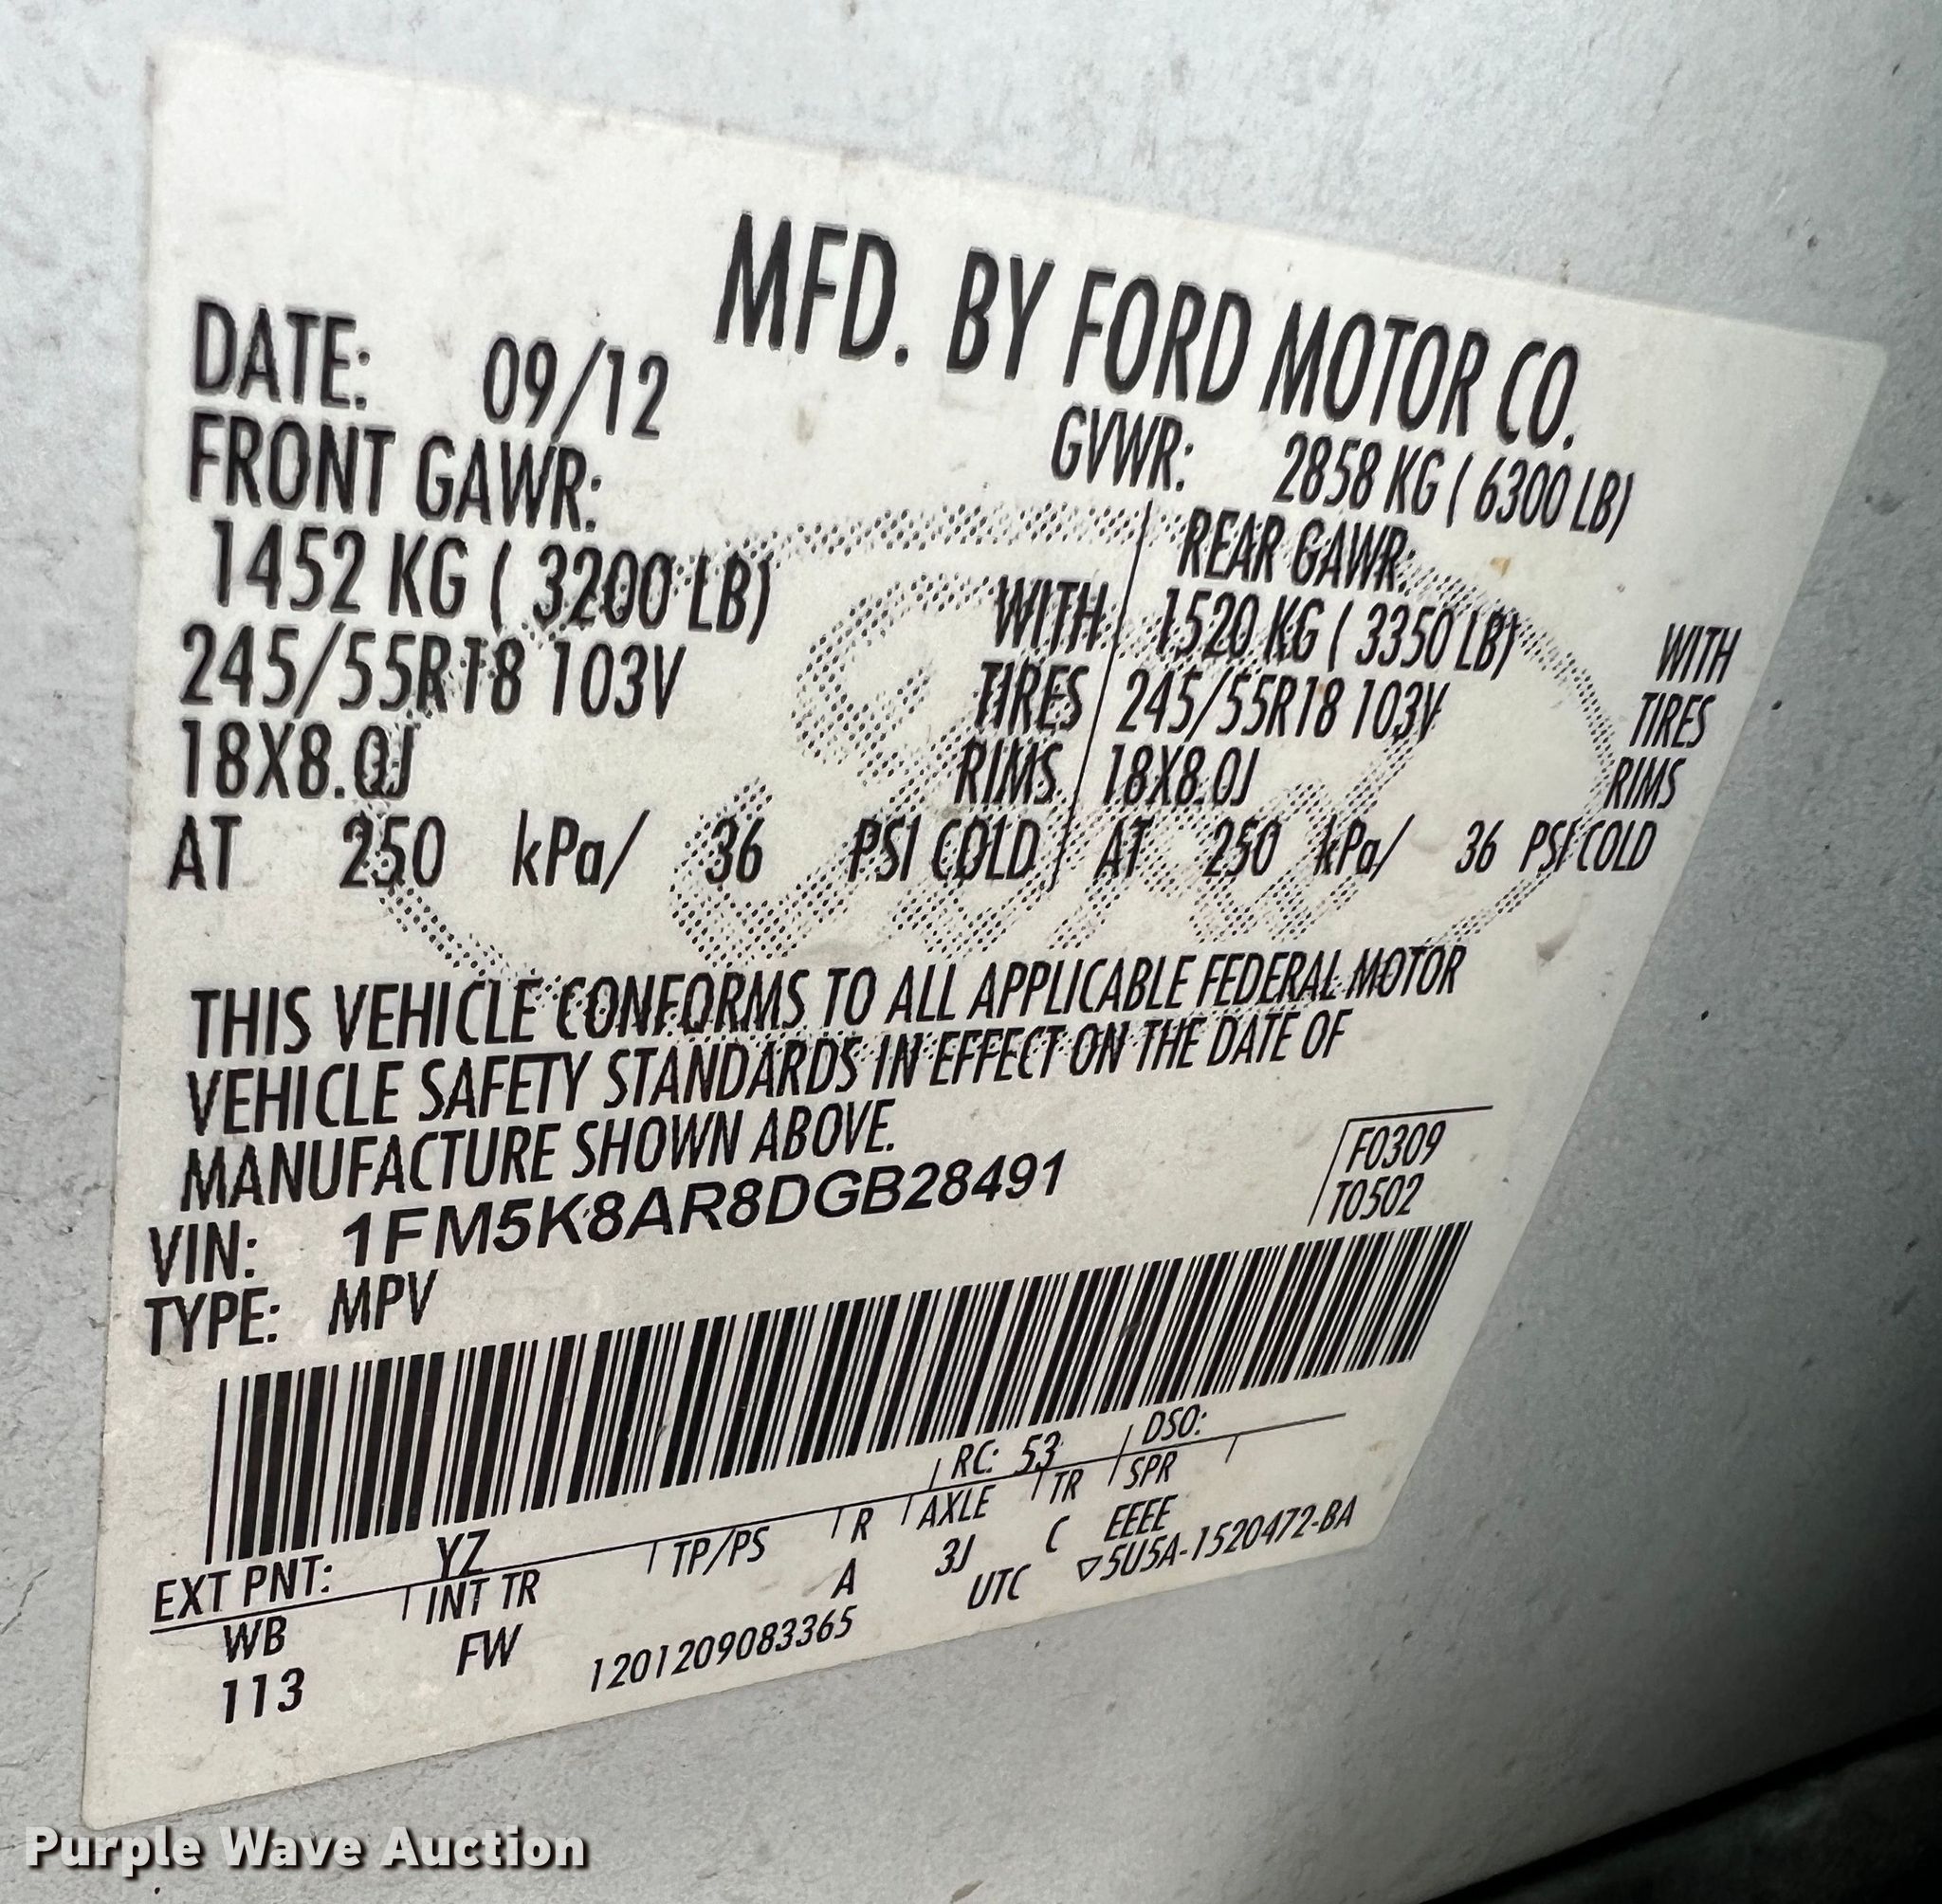 MFD. BY FORD MOTOR CO.
DATE: 09/12
GVWR: 2858 KG ( 6300 LB)
FRONT GAWR:
1452 KG ( 3200 LB) WITH
245/55R18 103V TIRES
18X8.0J RIMS
AT 250 kPa/ 36 PSI COLD
REAR GAWR:
1520 KG ( 3350 LB) WITH
245/55R18 103V TIRES
18X8.0J RIMS
AT 250 kPa/ 36 PSI COLD
Ford
THIS VEHICLE CONFORMS TO ALL APPLICABLE FEDERAL MOTOR
VEHICLE SAFETY STANDARDS IN EFFECT ON THE DATE OF
MANUFACTURE SHOWN ABOVE.
VIN: 1FM5K8AR8DGB28491
TYPE: MPV
F0309
T0502
EXT PNT: YZ RC: 53 DSO:
WB INT TR TP/PS R AXLE TR SPR
113 FW A 3J C EEEE
1201209083365 UTC ▽5U5A-1520472-BA
Purple Wave Auction